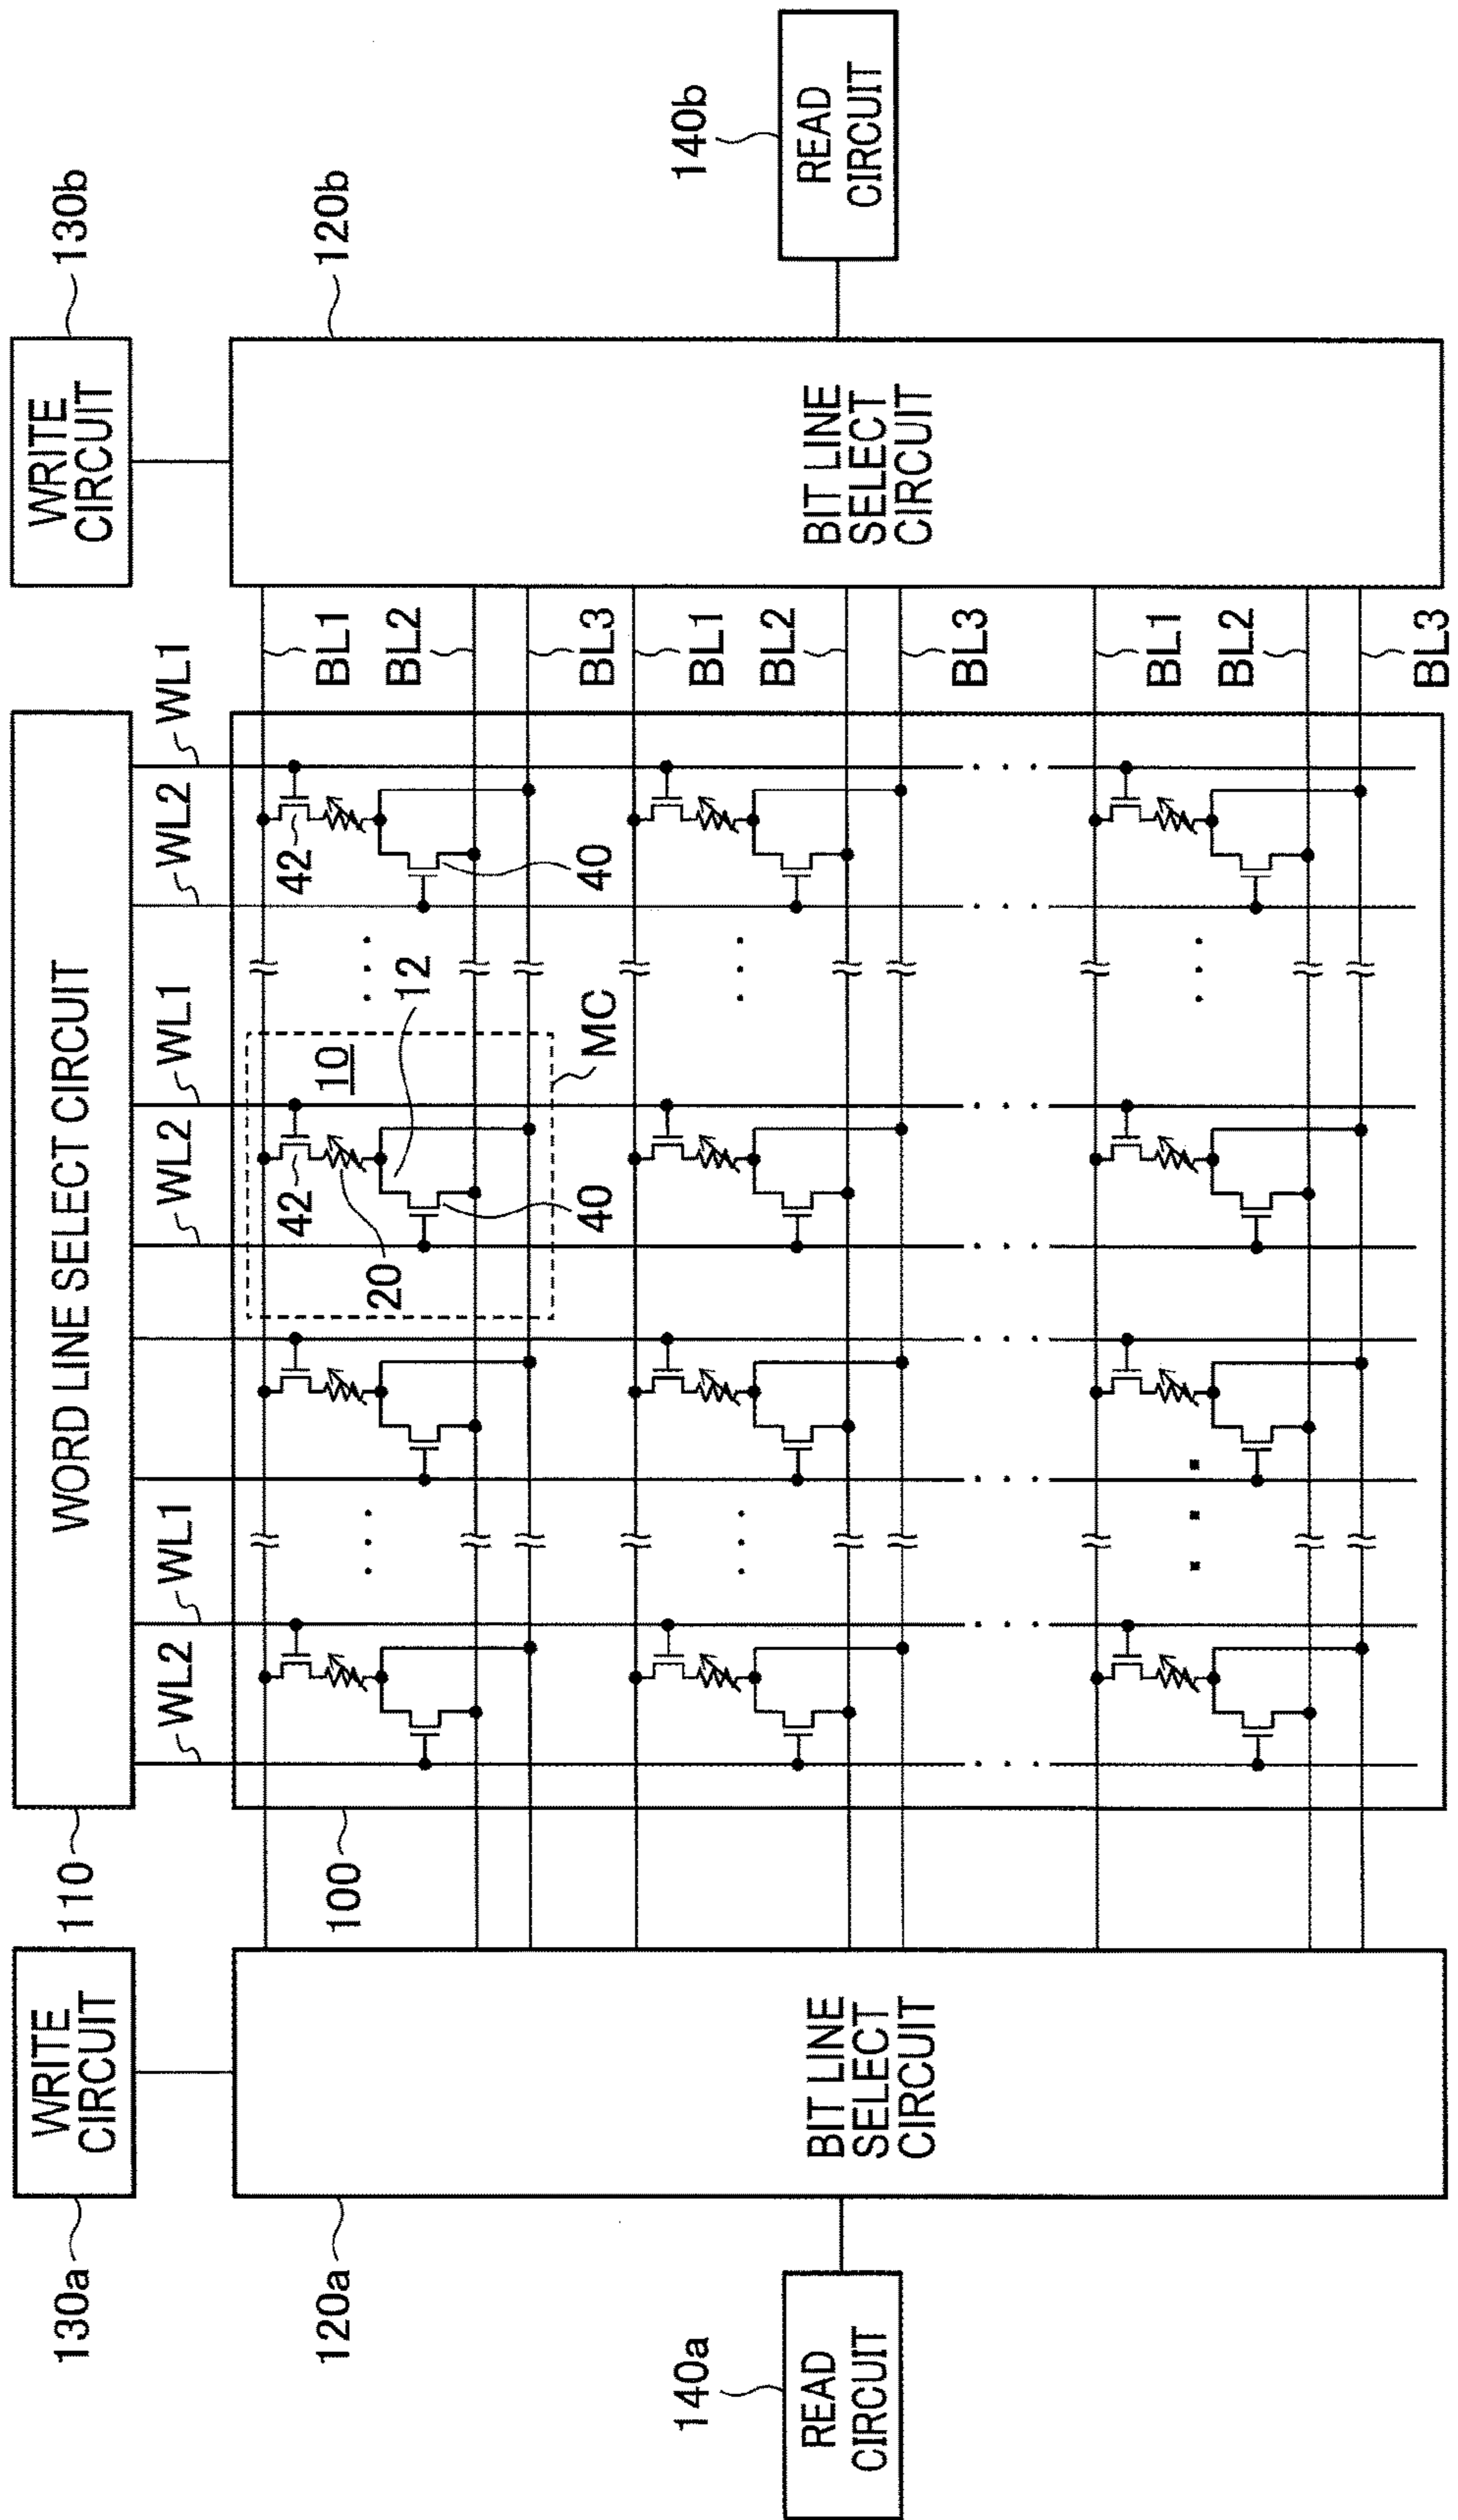 130a
WRITE
CIRCUIT
110
WORD LINE SELECT CIRCUIT
WRITE
CIRCUIT
130b
WL2
WL1
WL2
WL1
WL2
WL1
120a
100
42
10
42
BL1
120b
20
12
BL2
40
MC
40
BL3
140a
BL1
140b
BL2
READ
CIRCUIT
BIT LINE
SELECT
CIRCUIT
BIT LINE
SELECT
CIRCUIT
READ
CIRCUIT
BL3
BL1
BL2
BL3